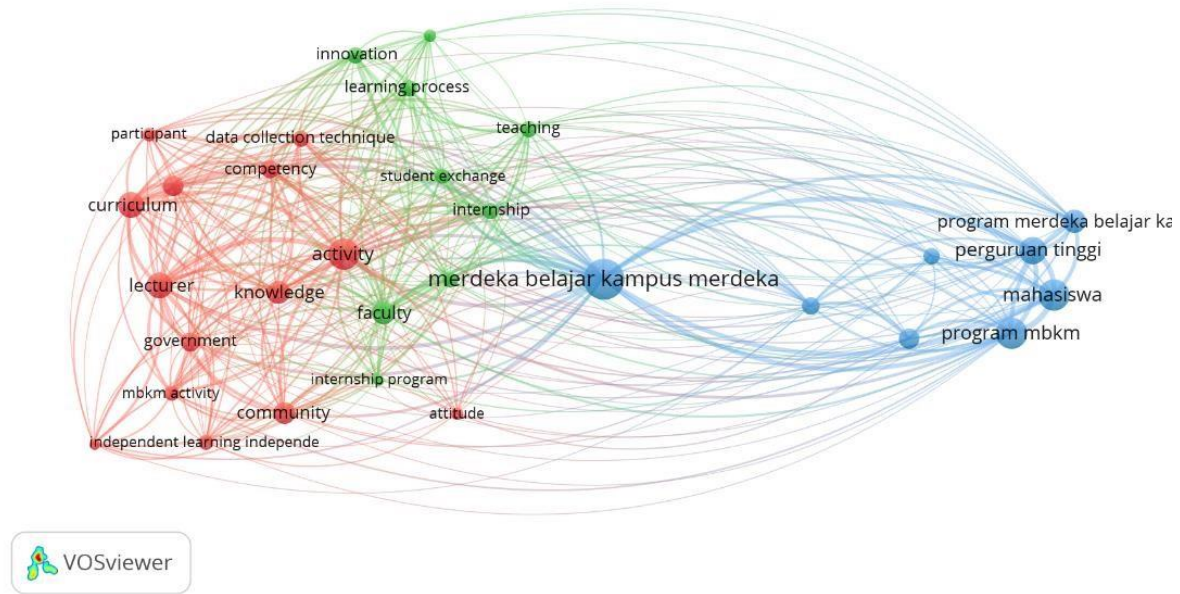 innovation
learning process
teaching
participant
data collection technique
competency
student exchange
curriculum
internship
program merdeka belajar ka
activity
perguruan tinggi
merdeka belajar kampus merdeka
lecturer
knowledge
mahasiswa
faculty
program mbkm
government
internship program
mbkm activity
community
attitude
independent learning independe
VOSviewer